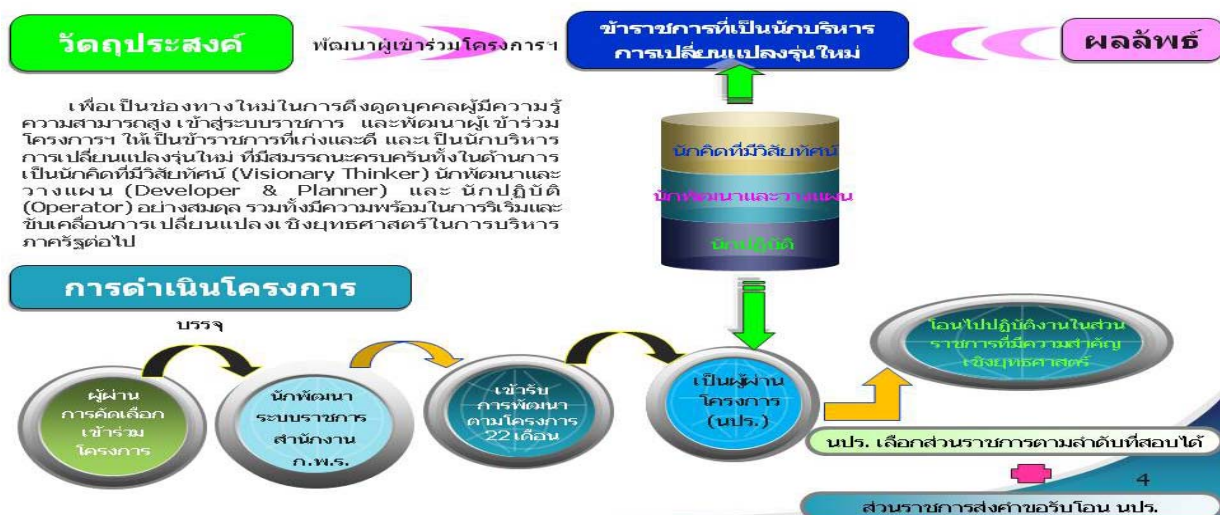 วัตถุประสงค์
พัฒนาผู้เข้าร่วมโครงการฯ
ข้าราชการที่เป็นนักบริหาร
การเปลี่ยนแปลงรุ่นใหม่
ผลลัพธ์
เพื่อเป็นช่องทางใหม่ในการดึงดูดบุคคลผู้มีความรู้
ความสามารถสูง เข้าสู่ระบบราชการ และพัฒนาผู้เข้าร่วม
โครงการฯ ให้เป็นข้าราชการที่เก่งและดี และเป็นนักบริหาร
การเปลี่ยนแปลงรุ่นใหม่ ที่มีสมรรถนะครบครันทั้งในด้านการ
เป็นนักคิดที่มีวิสัยทัศน์ (Visionary Thinker) นักพัฒนาและ
วางแผน (Developer & Planner) และ นักปฏิบัติ
(Operator) อย่างสมดุล รวมทั้งมีความพร้อมในการริเริ่มและ
ขับเคลื่อนการเปลี่ยนแปลงเชิงยุทธศาสตร์ในการบริหาร
ภาครัฐต่อไป
นักคิดที่มีวิสัยทัศน์
นักพัฒนาและวางแผน
นักปฏิบัติ
การดำเนินโครงการ
บรรจุ
ผู้ผ่าน
การคัดเลือก
เข้าร่วม
โครงการ
นักพัฒนา
ระบบราชการ
สำนักงาน
ก.พ.ร.
เข้ารับ
การพัฒนา
ตามโครงการ
22 เดือน
เป็นผู้ผ่าน
โครงการ
(นปร.)
โอนไปปฏิบัติงานในส่วน
ราชการที่มีความสำคัญ
เชิงยุทธศาสตร์
นปร. เลือกส่วนราชการตามลำดับที่สอบได้
4
ส่วนราชการส่งคำขอรับโอน นปร.